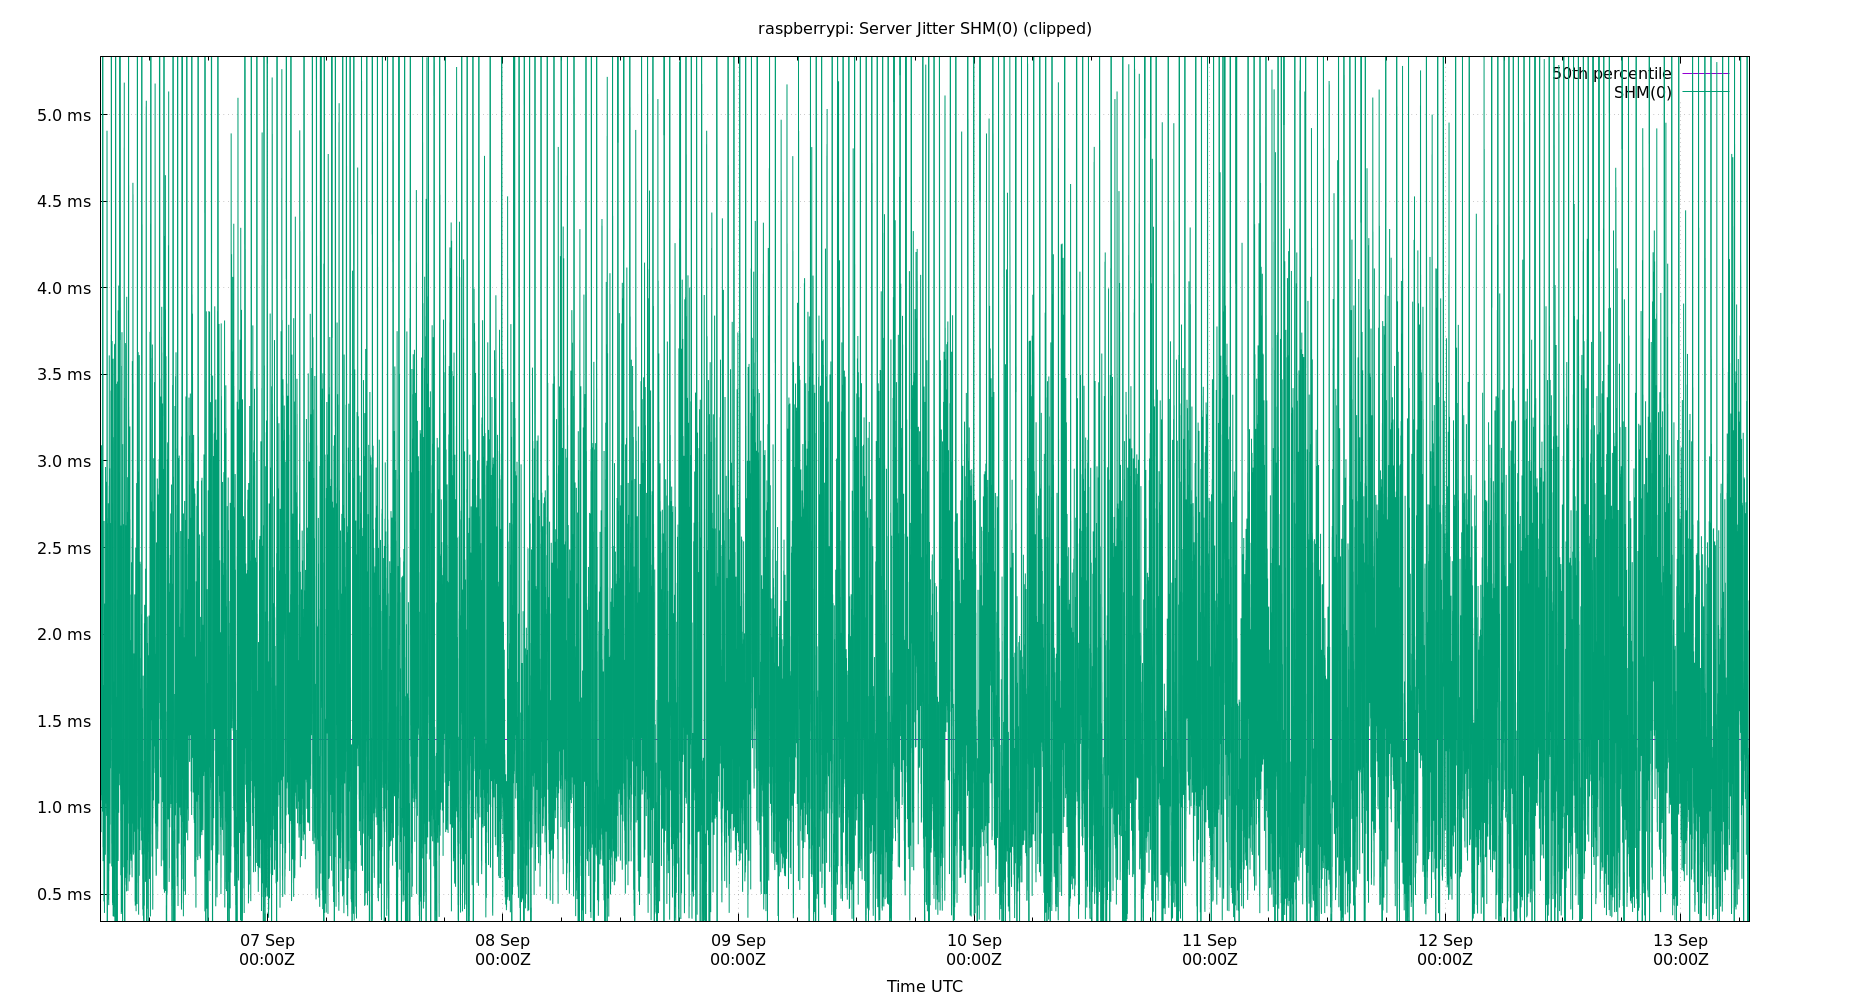 raspberrypi: Server Jitter SHM(0) (clipped)
50th percentile
SHM(0)
5.0 ms
4.5 ms
4.0 ms
3.5 ms
3.0 ms
2.5 ms
2.0 ms
1.5 ms
1.0 ms
0.5 ms
07 Sep 08 Sep 09 Sep 10 Sep 11 Sep 12 Sep 13 Sep
00:00Z 00:00Z 00:00Z 00:00Z 00:00Z 00:00Z 00:00Z
Time UTC